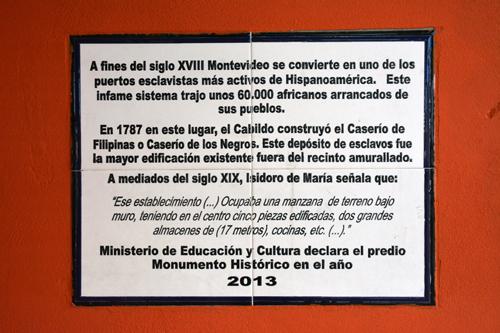 A fines del siglo XVIII Montevideo se convierte en uno de los
puertos esclavistas más activos de Hispanoamérica. Este
infame sistema trajo unos 60.000 africanos arrancados de
sus pueblos.
En 1787 en este lugar, el Cabildo construyó el Caserío de
Filipinas o Caserío de los Negros. Este depósito de esclavos fue
la mayor edificación existente fuera del recinto amurallado.
A mediados del siglo XIX, Isidoro de María señala que:
"Ese establecimiento (...) Ocupaba una manzana de terreno bajo
muro, teniendo en el centro cinco piezas edificadas, dos grandes
almacenes de (17 metros), cocinas, etc. (...)."
Ministerio de Educación y Cultura declara el predio
Monumento Histórico en el año
2013